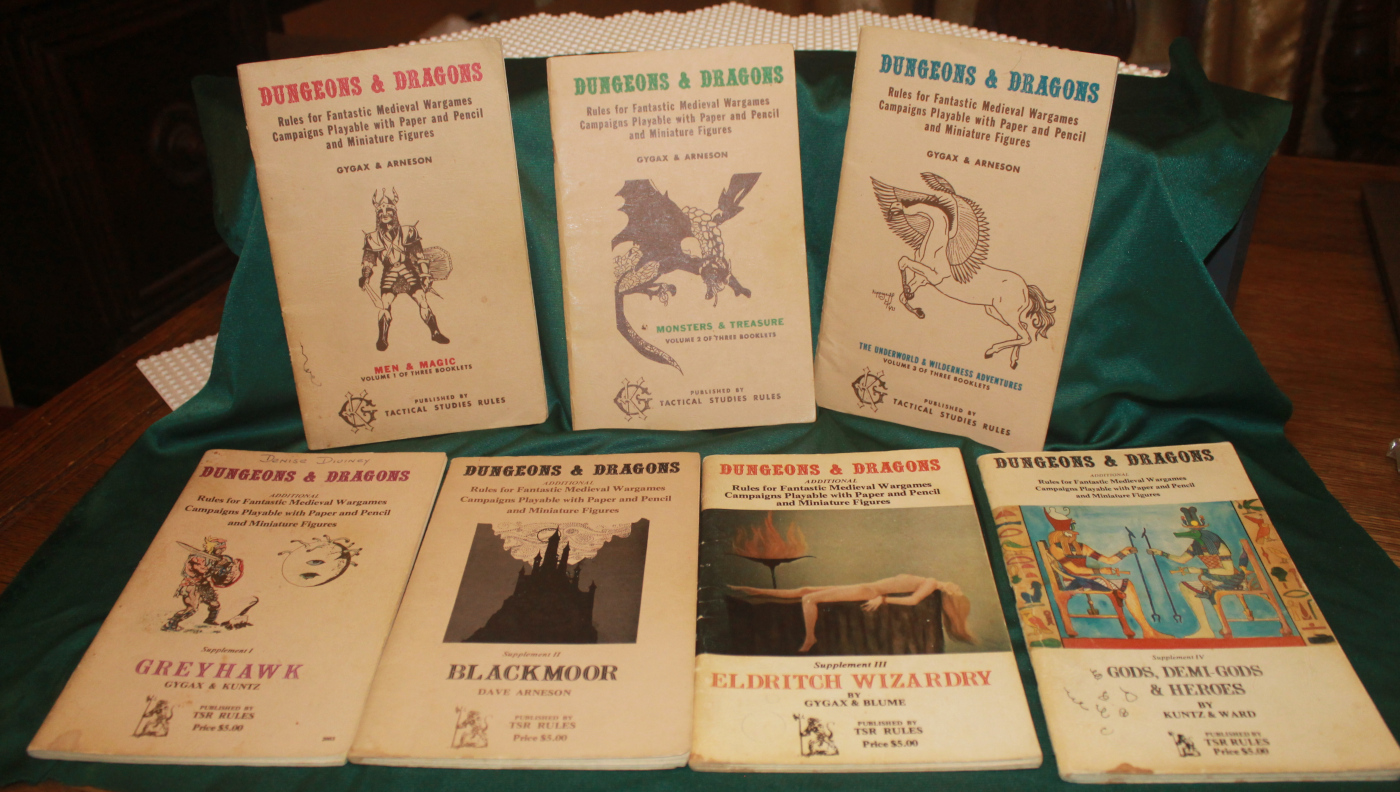 DUNGEONS & DRAGONS
Rules for Fantastic Medieval Wargames
Campaigns Playable with Paper and Pencil
and Miniature Figures
GYGAX & ARNESON
MEN & MAGIC
VOLUME 1 OF THREE BOOKLETS
PUBLISHED BY
TACTICAL STUDIES RULES
DUNGEONS & DRAGONS
Rules for Fantastic Medieval Wargames
Campaigns Playable with Paper and Pencil
and Miniature Figures
GYGAX & ARNESON
MONSTERS & TREASURE
VOLUME 2 OF THREE BOOKLETS
PUBLISHED BY
TACTICAL STUDIES RULES
DUNGEONS & DRAGONS
Rules for Fantastic Medieval Wargames
Campaigns Playable with Paper and Pencil
and Miniature Figures
GYGAX & ARNESON
THE UNDERWORLD & WILDERNESS ADVENTURES
VOLUME 3 OF THREE BOOKLETS
PUBLISHED BY
TACTICAL STUDIES RULES
DUNGEONS & DRAGONS
ADDITIONAL
Rules for Fantastic Medieval Wargames
Campaigns Playable with Paper and Pencil
and Miniature Figures
Supplement I
GREYHAWK
GYGAX & KUNTZ
PUBLISHED BY
TSR RULES
Price $5.00
DUNGEONS & DRAGONS
ADDITIONAL
Rules for Fantastic Medieval Wargames
Campaigns Playable with Paper and Pencil
and Miniature Figures
Supplement II
BLACKMOOR
DAVE ARNESON
PUBLISHED BY
TSR RULES
Price $5.00
DUNGEONS & DRAGONS
ADDITIONAL
Rules for Fantastic Medieval Wargames
Campaigns Playable with Paper and Pencil
and Miniature Figures
Supplement III
ELDRITCH WIZARDRY
BY
GYGAX & BLUME
PUBLISHED BY
TSR RULES
Price $5.00
DUNGEONS & DRAGONS
ADDITIONAL
Rules for Fantastic Medieval Wargames
Campaigns Playable with Paper and Pencil
and Miniature Figures
Supplement IV
GODS, DEMI-GODS
& HEROES
BY
KUNTZ & WARD
PUBLISHED BY
TSR RULES
Price $5.00